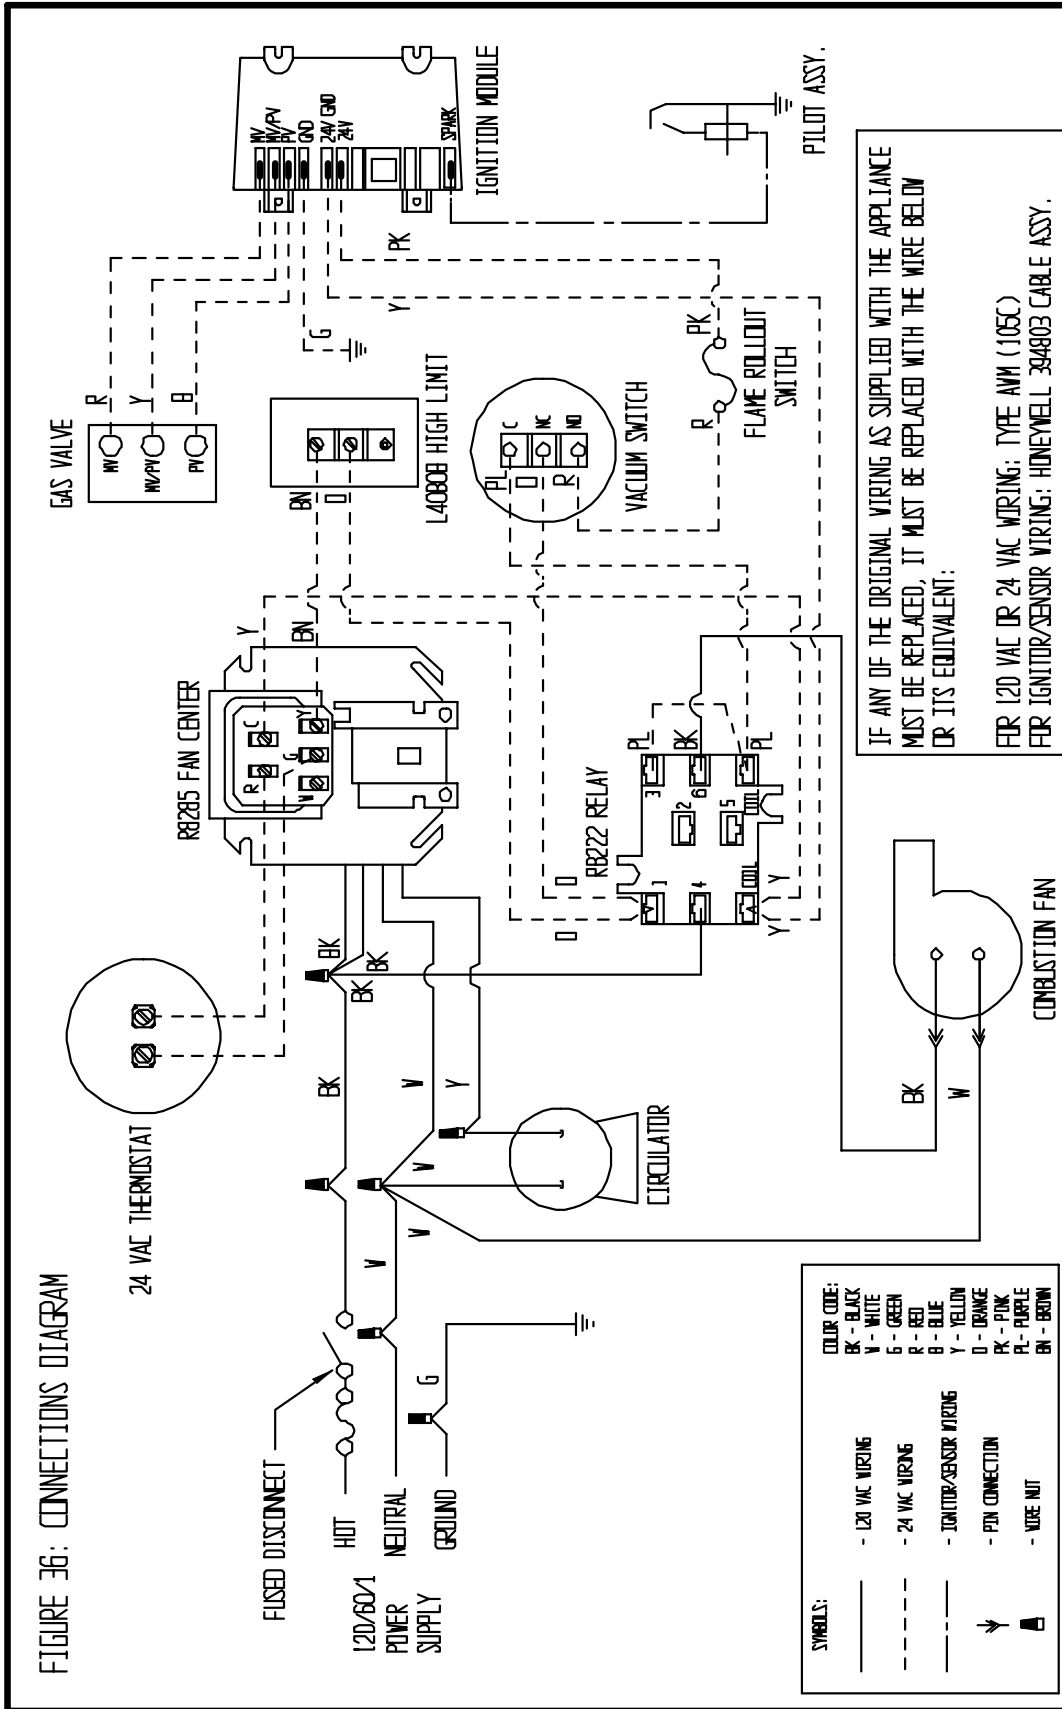 FIGURE 36: CONNECTIONS DIAGRAM
24 VAC THERMOSTAT
FUSED DISCONNECT
HOT
NEUTRAL
GROUND
120/60/1
POWER
SUPPLY
G
W
W
W
BK
BK
BK
BK
W
Y
CIRCULATOR
R8285 FAN CENTER
R
C
W
G
Y
Y
BN
BN
O
GAS VALVE
MV
MV/PV
PV
R
Y
B
G
L4080B HIGH LIMIT
IGNITION MODULE
MV
MV/PV
PV
GND
24V GND
24V
SPARK
PK
Y
PILOT ASSY.
VACUUM SWITCH
C
NC
NO
PL
O
R
FLAME ROLLOUT
SWITCH
R
PK
R8222 RELAY
1
2
3
4
5
6
COIL
COIL
PL
BK
PL
O
O
Y
Y
COMBUSTION FAN
BK
W
IF ANY OF THE ORIGINAL WIRING AS SUPPLIED WITH THE APPLIANCE
MUST BE REPLACED, IT MUST BE REPLACED WITH THE WIRE BELOW
OR ITS EQUIVALENT:
FOR 120 VAC OR 24 VAC WIRING: TYPE AWM (105C)
FOR IGNITOR/SENSOR WIRING: HONEYWELL 394803 CABLE ASSY.
SYMBOLS:
- 120 VAC WIRING
- 24 VAC WIRING
- IGNITOR/SENSOR WIRING
- PIN CONNECTION
- WIRE NUT
COLOR CODE:
BK - BLACK
W - WHITE
G - GREEN
R - RED
B - BLUE
Y - YELLOW
O - ORANGE
PK - PINK
PL - PURPLE
BN - BROWN